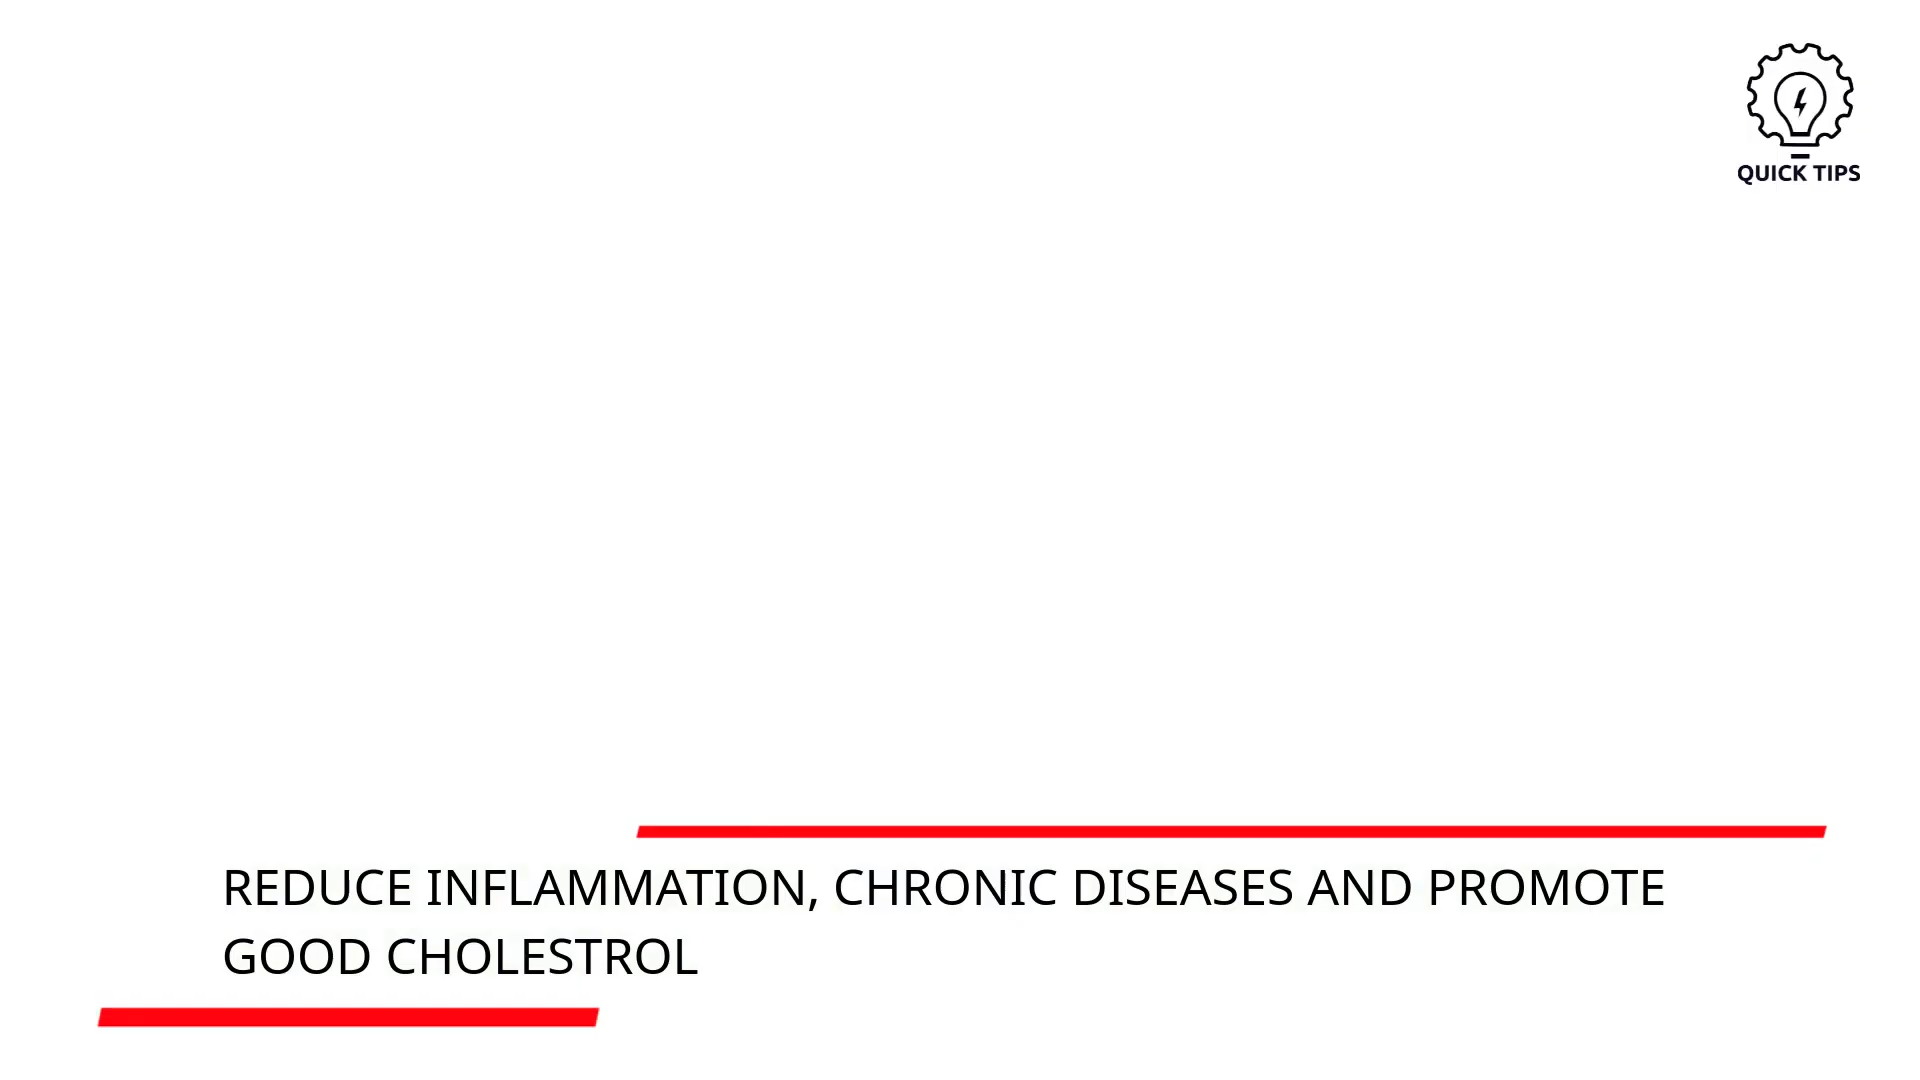 QUICK TIPS
REDUCE INFLAMMATION, CHRONIC DISEASES AND PROMOTE
GOOD CHOLESTROL